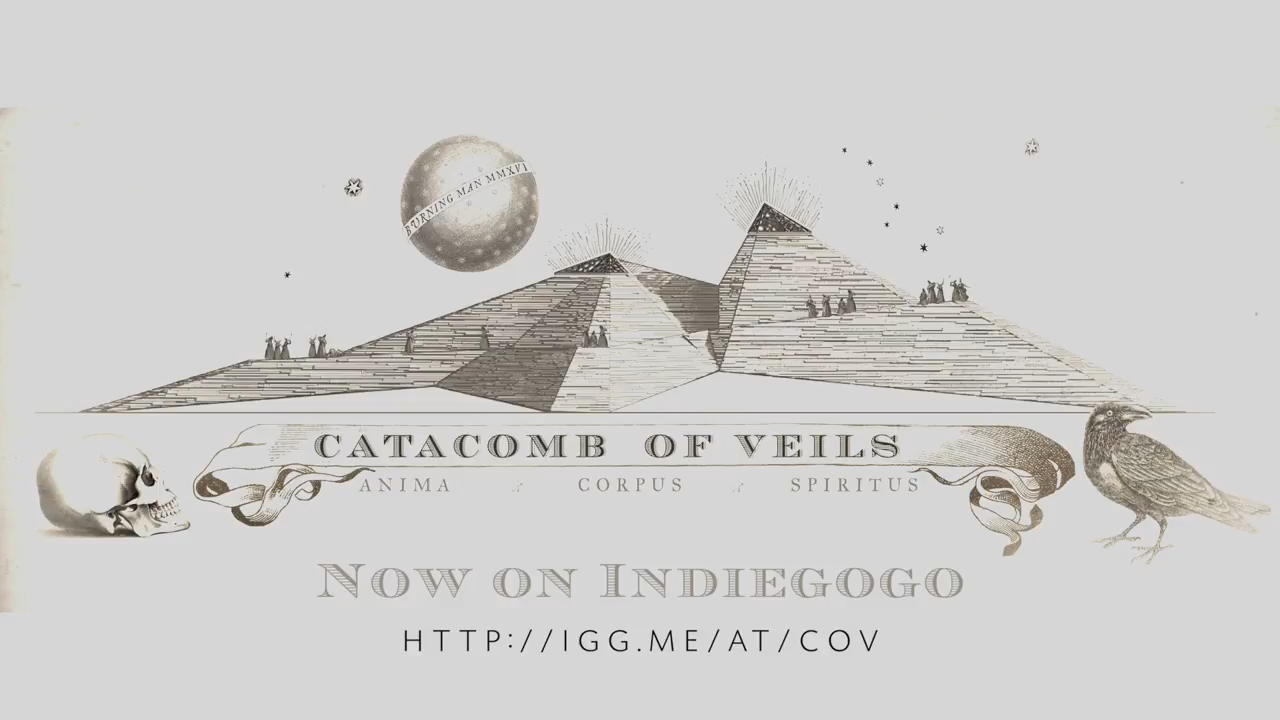 BURNING MAN MMXVI
CATACOMB OF VEILS
ANIMA CORPUS SPIRITUS
NOW ON INDIEGOGO
HTTP://IGG.ME/AT/COV